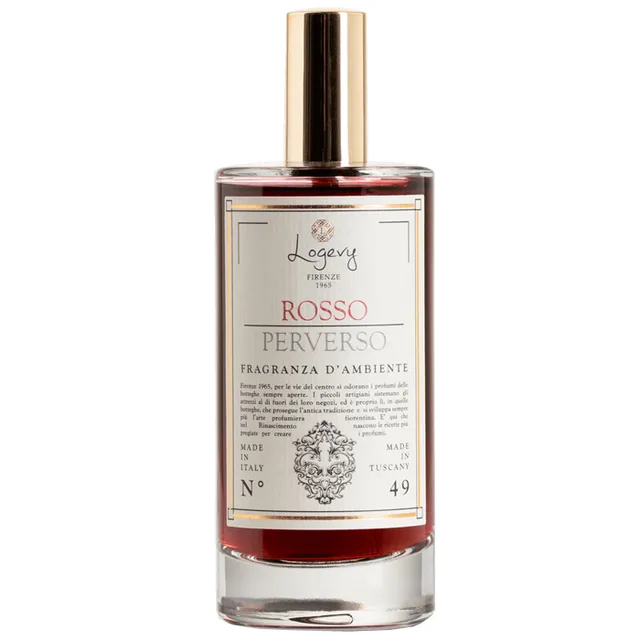 Logevy
FIRENZE
1965
ROSSO
PERVERSO
FRAGRANZA D'AMBIENTE
Firenze 1965, per le vie del centro si odorano i profumi delle
botteghe sempre aperte. I piccoli artigiani sistemano gli
attrezzi al di fuori dei loro negozi, ed è proprio lì, in quelle
botteghe, che prosegue l'antica tradizione e si sviluppa sempre
più l'arte profumiera fiorentina. E' qui che
nel Rinascimento nascono le ricette più
pregiate per creare i profumi.
MADE IN ITALY
MADE IN TUSCANY
N° 49